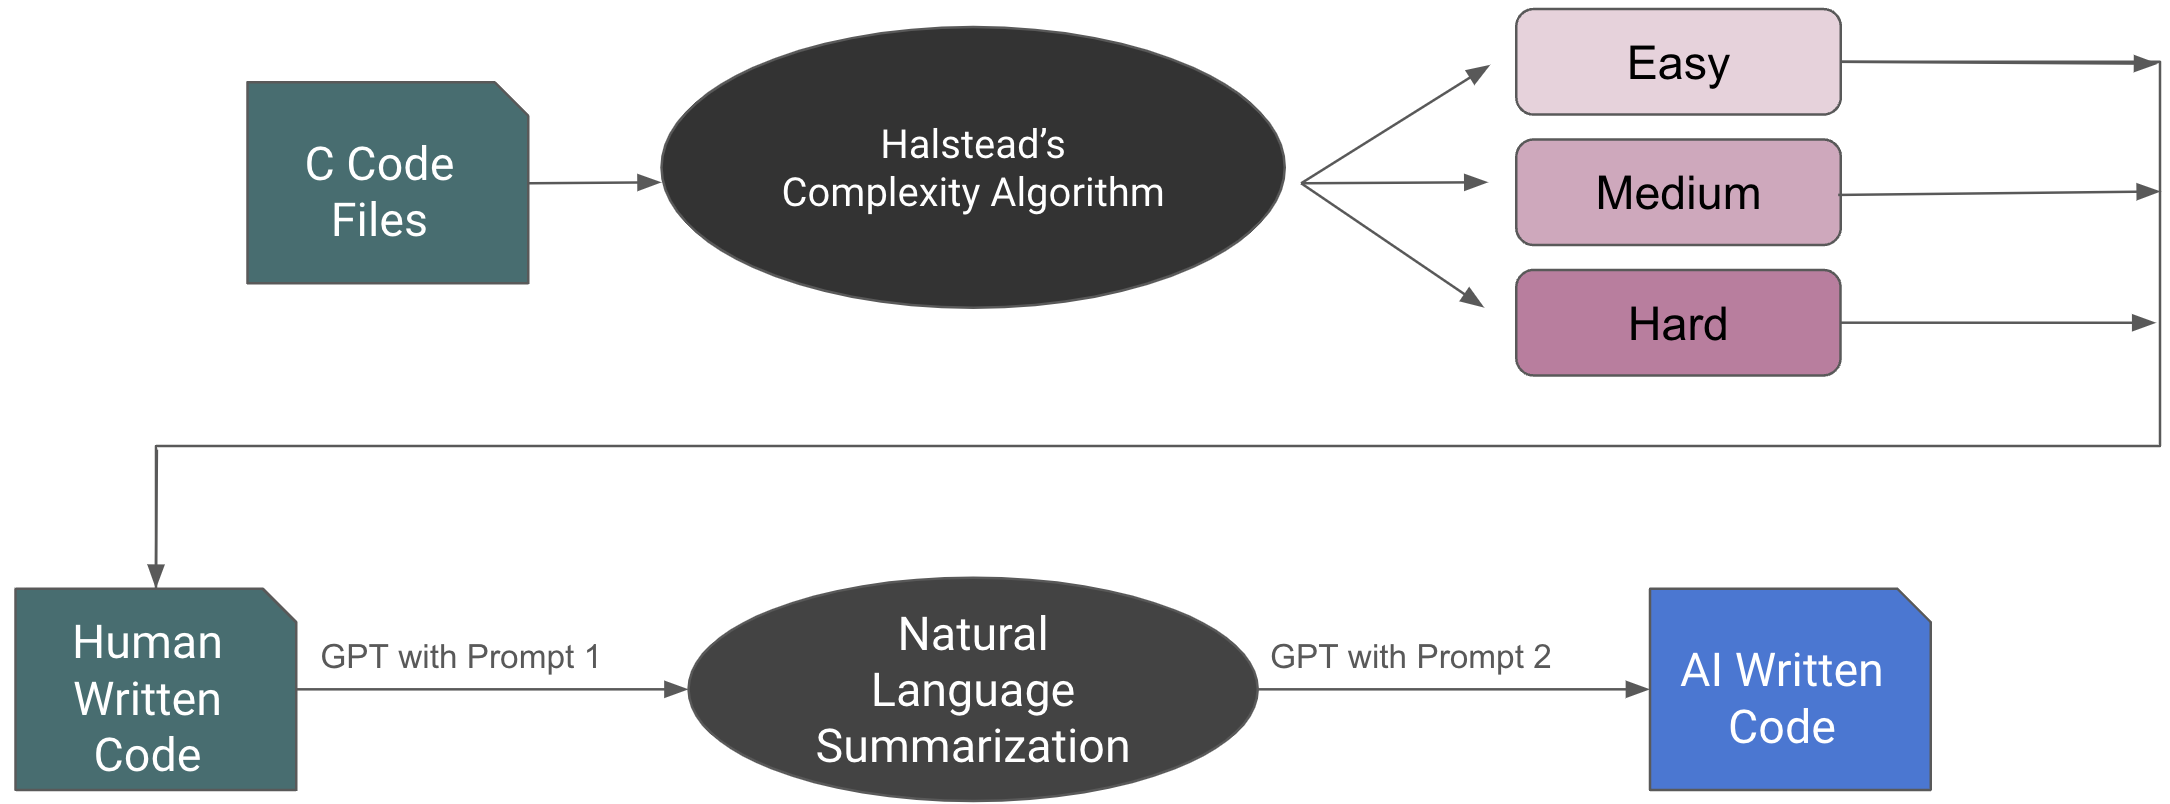 C Code
Files
Halstead’s
Complexity Algorithm
Easy
Medium
Hard
Human
Written
Code
GPT with Prompt 1
Natural
Language
Summarization
GPT with Prompt 2
AI Written
Code